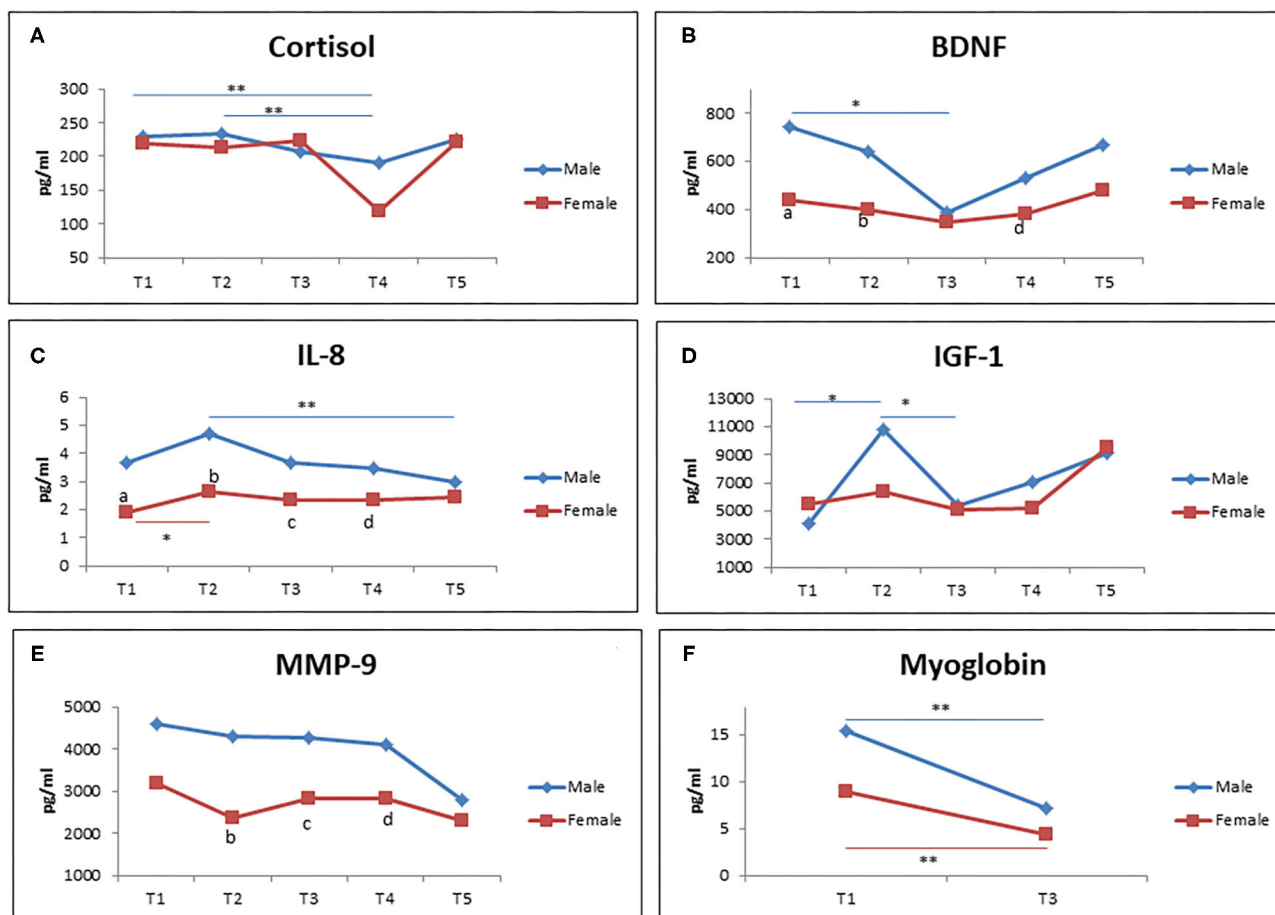 A
Cortisol
300
250
200
150
100
50
pg/ml
**
**
Male
Female
T1 T2 T3 T4 T5
B
BDNF
800
600
400
200
pg/ml
*
a b d
Male
Female
T1 T2 T3 T4 T5
C
IL-8
6
5
4
3
2
1
0
pg/ml
**
a b c d
*
Male
Female
T1 T2 T3 T4 T5
D
IGF-1
13000
11000
9000
7000
5000
3000
1000
pg/ml
* *
Male
Female
T1 T2 T3 T4 T5
E
MMP-9
5000
4000
3000
2000
1000
pg/ml
b c d
Male
Female
T1 T2 T3 T4 T5
F
Myoglobin
15
10
5
0
pg/ml
**
**
Male
Female
T1 T3